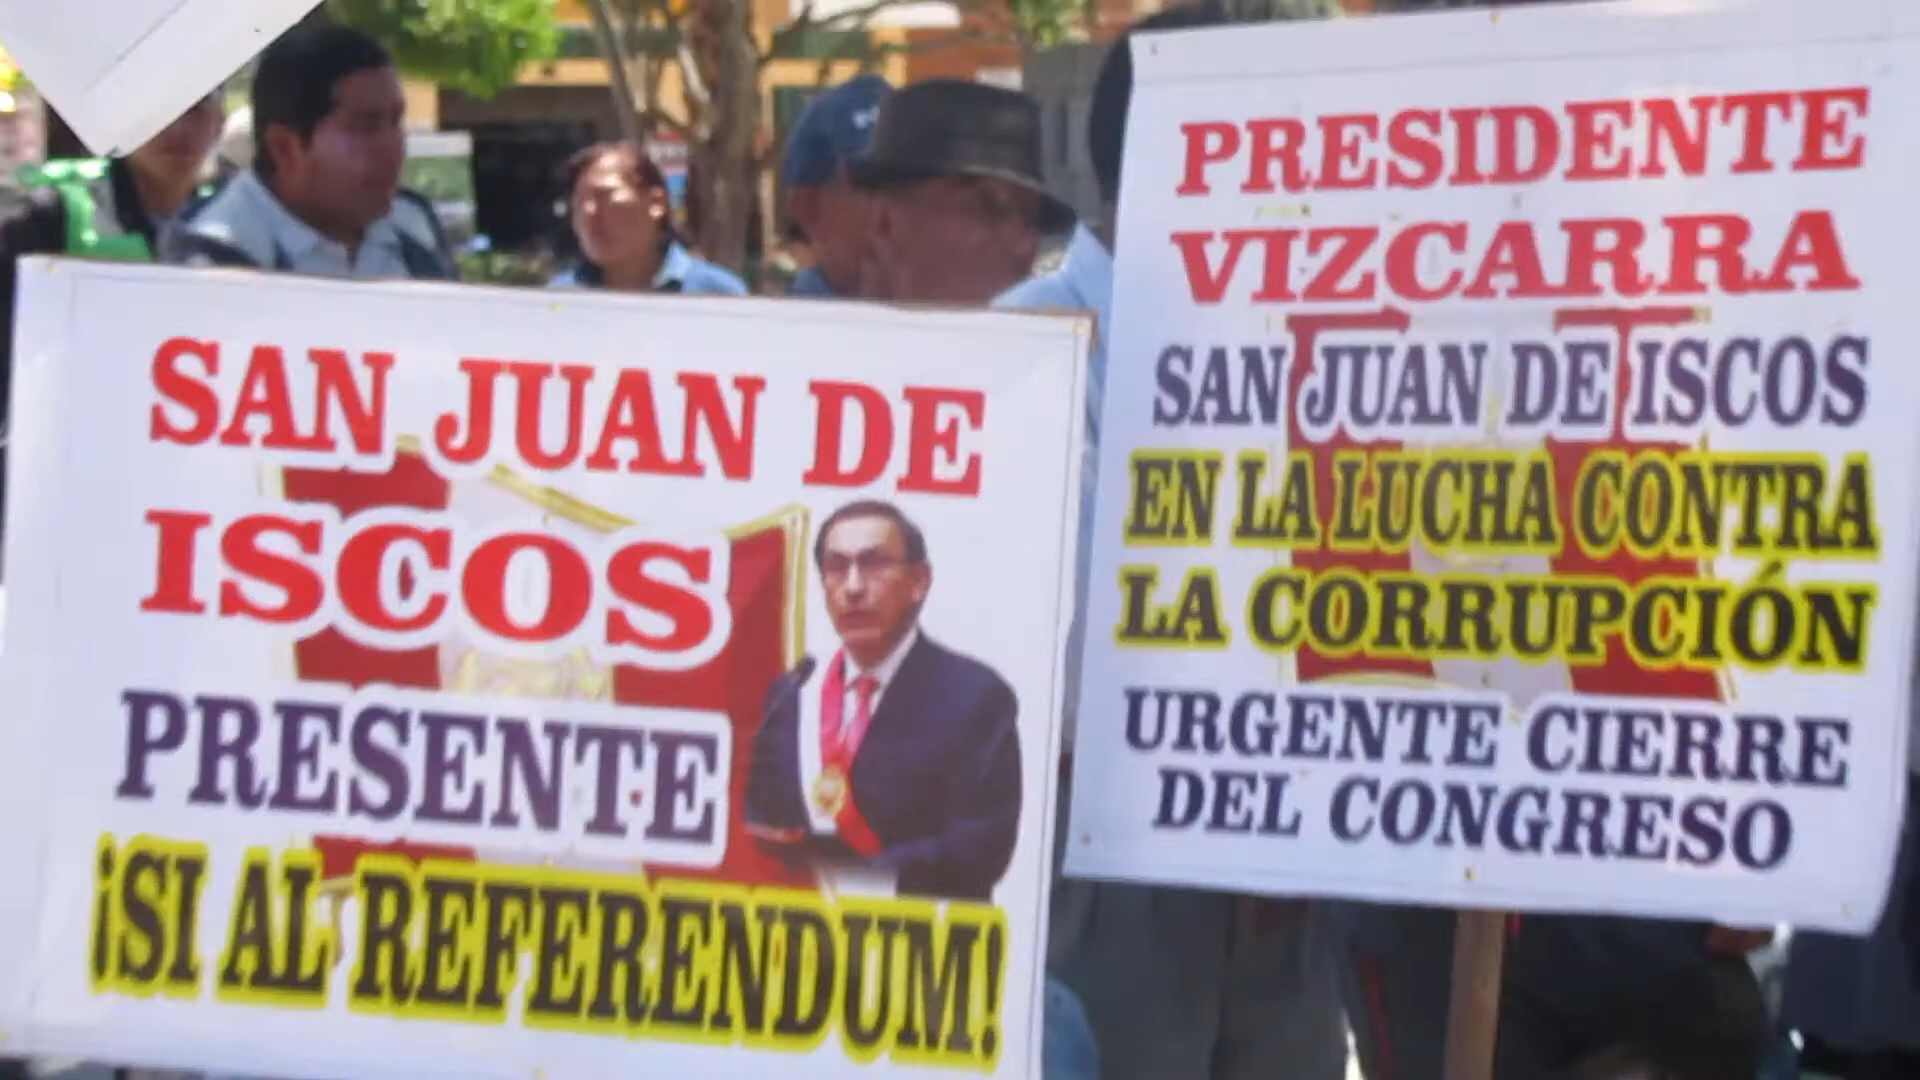 SAN JUAN DE
ISCOS
PRESENTE
¡SI AL REFERENDUM!
PRESIDENTE
VIZCARRA
SAN JUAN DE ISCOS
EN LA LUCHA CONTRA
LA CORRUPCIÓN
URGENTE CIERRE
DEL CONGRESO